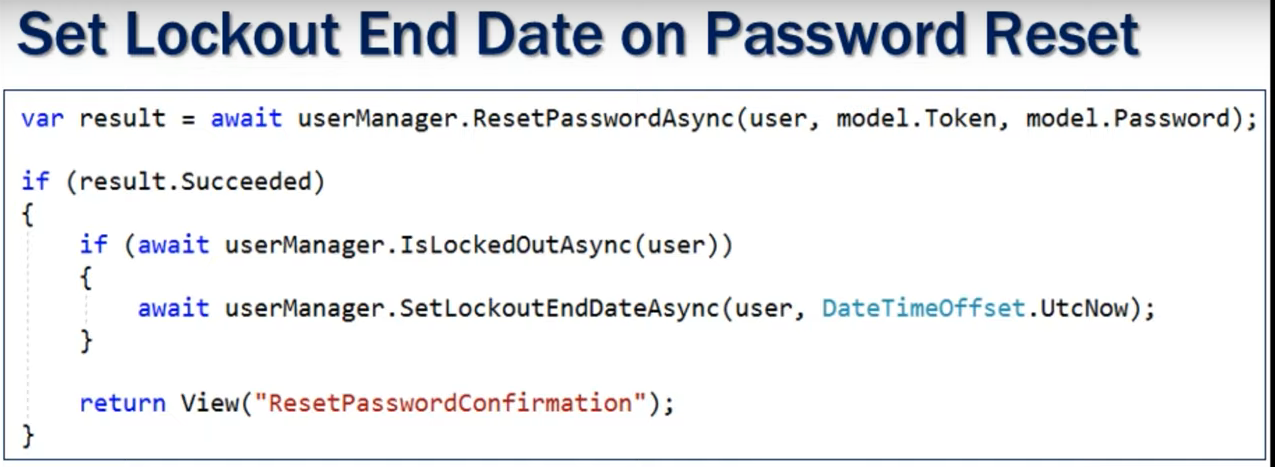 Set Lockout End Date on Password Reset
var result = await userManager.ResetPasswordAsync(user, model.Token, model.Password);
if (result.Succeeded)
{
if (await userManager.IsLockedOutAsync(user))
{
await userManager.SetLockoutEndDateAsync(user, DateTimeOffset.UtcNow);
}
return View("ResetPasswordConfirmation");
}